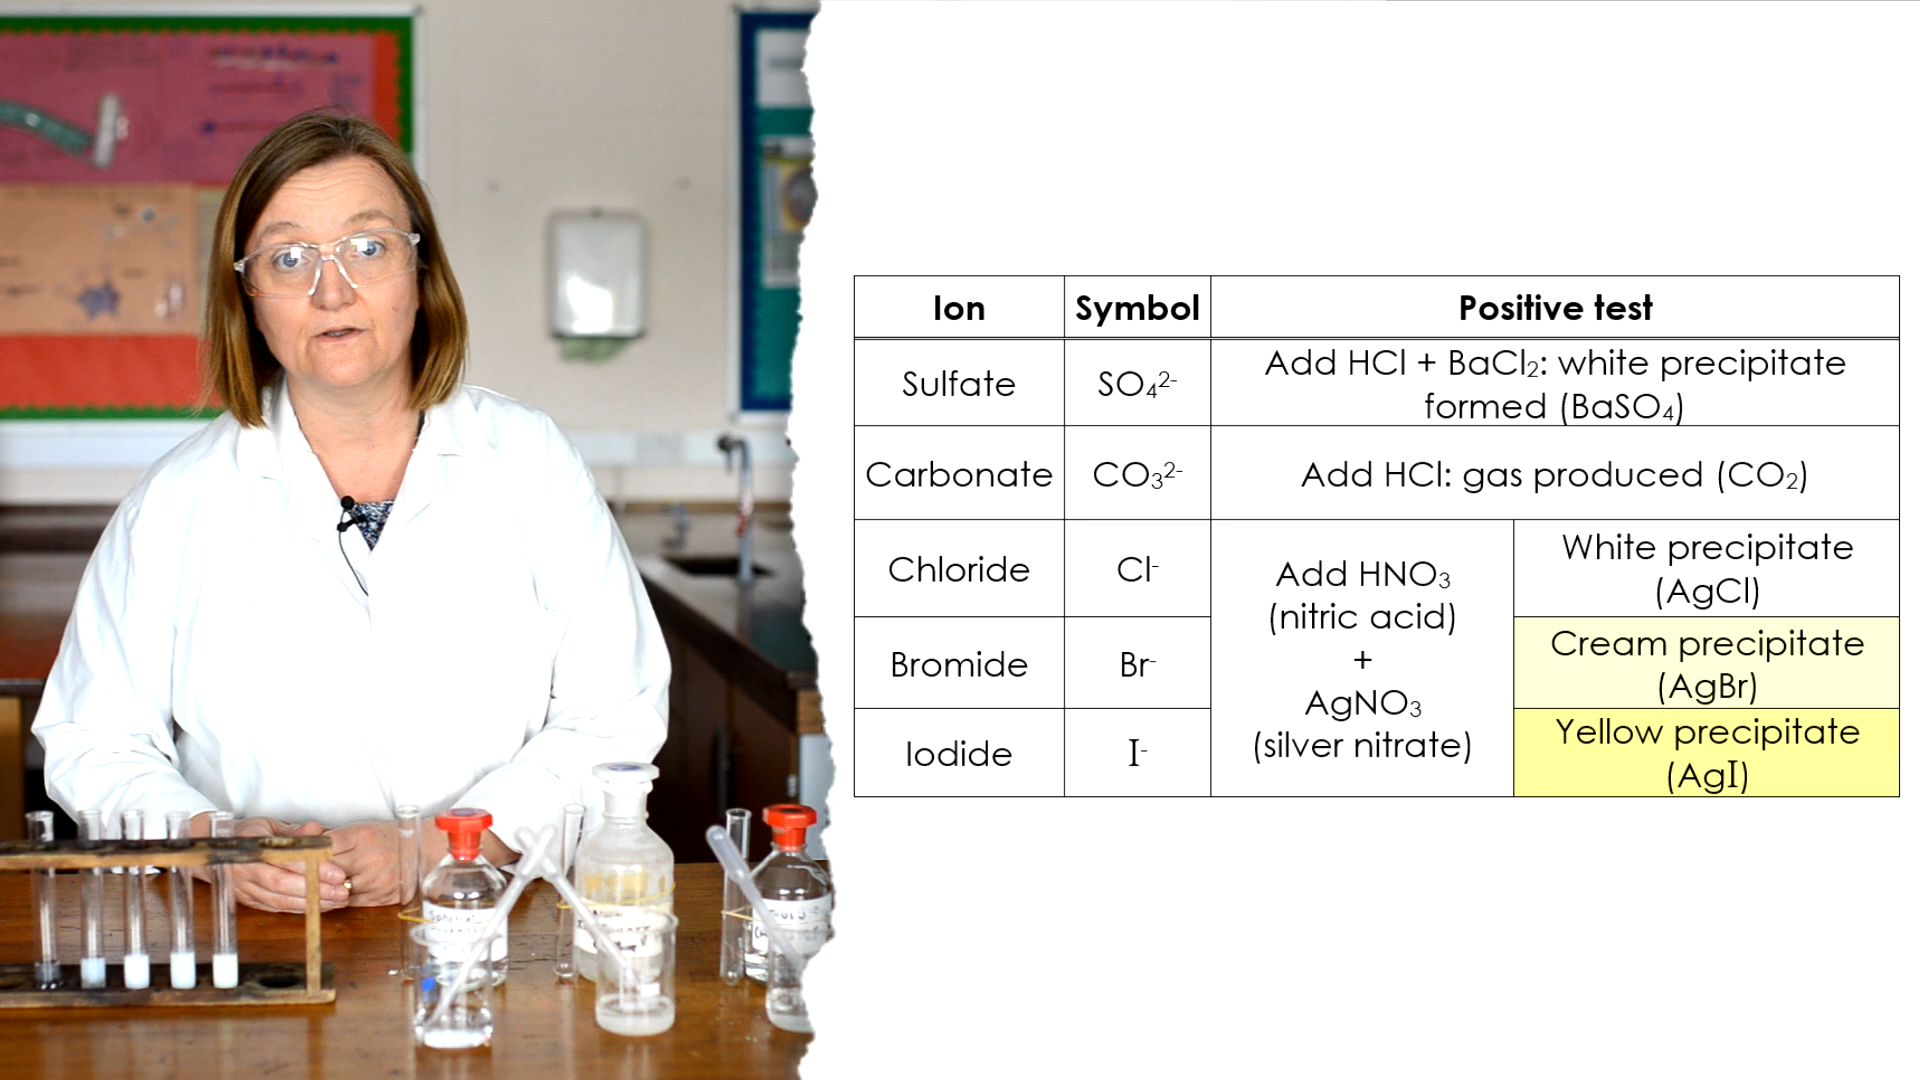 Ion Symbol Positive test
Sulfate SO₄²⁻ Add HCl + BaCl₂: white precipitate
formed (BaSO₄)
Carbonate CO₃²⁻ Add HCl: gas produced (CO₂)
Chloride Cl⁻
Bromide Br⁻
Iodide I⁻
Add HNO₃
(nitric acid)
+
AgNO₃
(silver nitrate)
White precipitate
(AgCl)
Cream precipitate
(AgBr)
Yellow precipitate
(AgI)